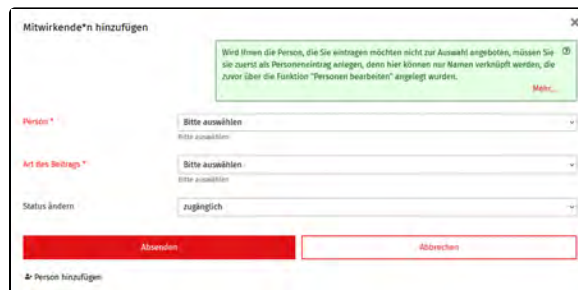 Mitwirkende*n hinzufügen
Wird Ihnen die Person, die Sie eintragen möchten nicht zur Auswahl angeboten, müssen Sie
sie zuerst als Personeneintrag anlegen, denn hier können nur Namen verknüpft werden, die
zuvor über die Funktion "Personen bearbeiten" angelegt wurden.
Mehr...
Person *
Bitte auswählen
Bitte auswählen
Art des Beitrags *
Bitte auswählen
Bitte auswählen
Status ändern
zugänglich
Absenden
Abbrechen
Person hinzufügen